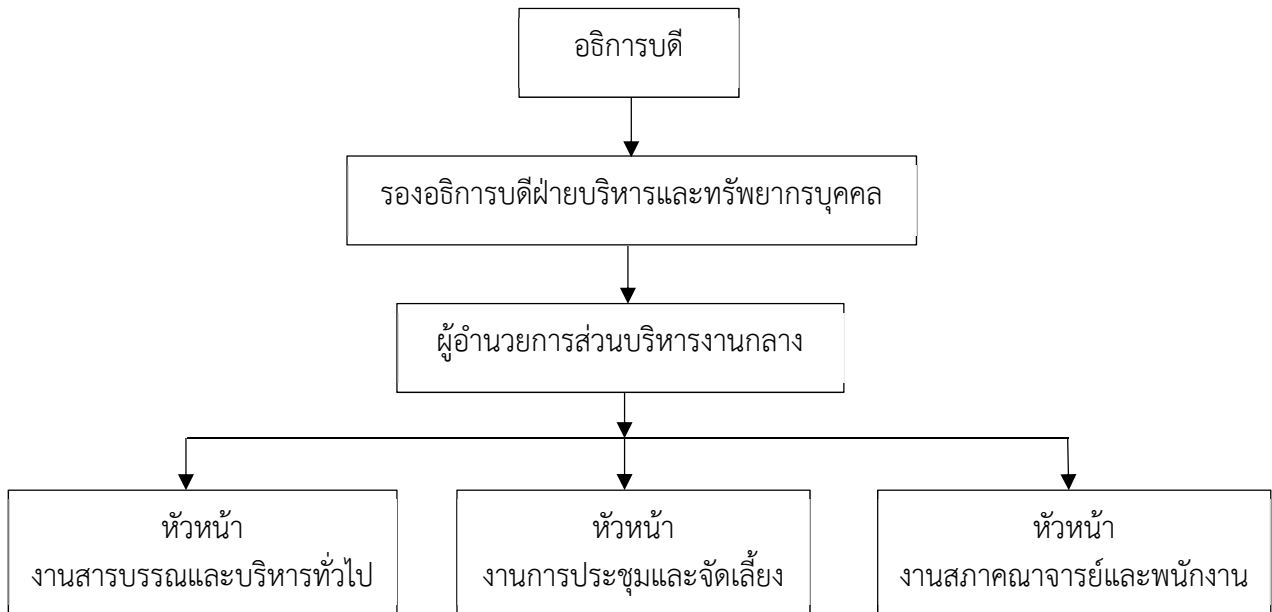 อธิการบดี
รองอธิการบดีฝ่ายบริหารและทรัพยากรบุคคล
ผู้อำนวยการส่วนบริหารงานกลาง
หัวหน้า
งานสารบรรณและบริหารทั่วไป
หัวหน้า
งานการประชุมและจัดเลี้ยง
หัวหน้า
งานสภาคณาจารย์และพนักงาน